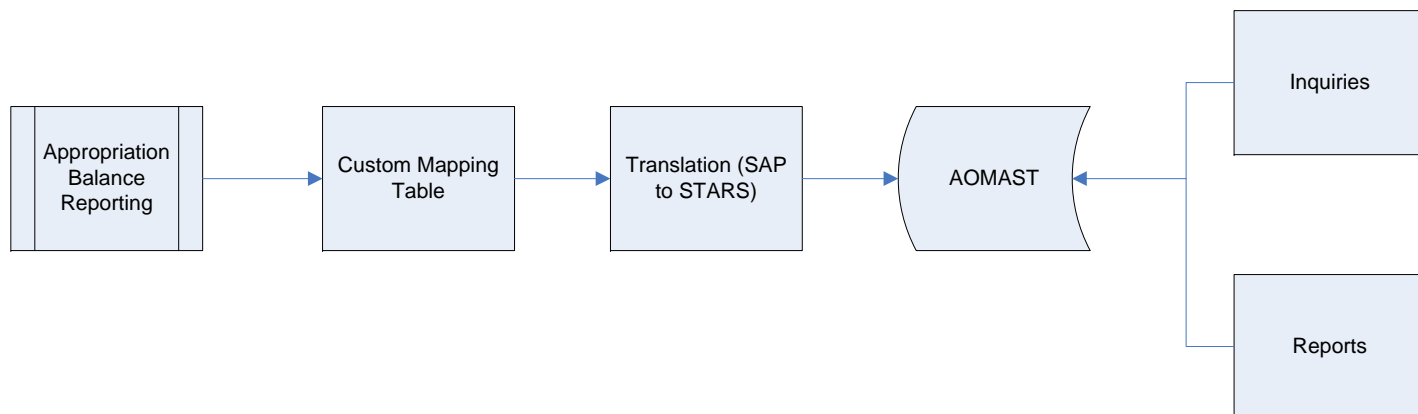 Appropriation
Balance
Reporting
Custom Mapping
Table
Translation (SAP
to STARS)
AOMAST
Inquiries
Reports